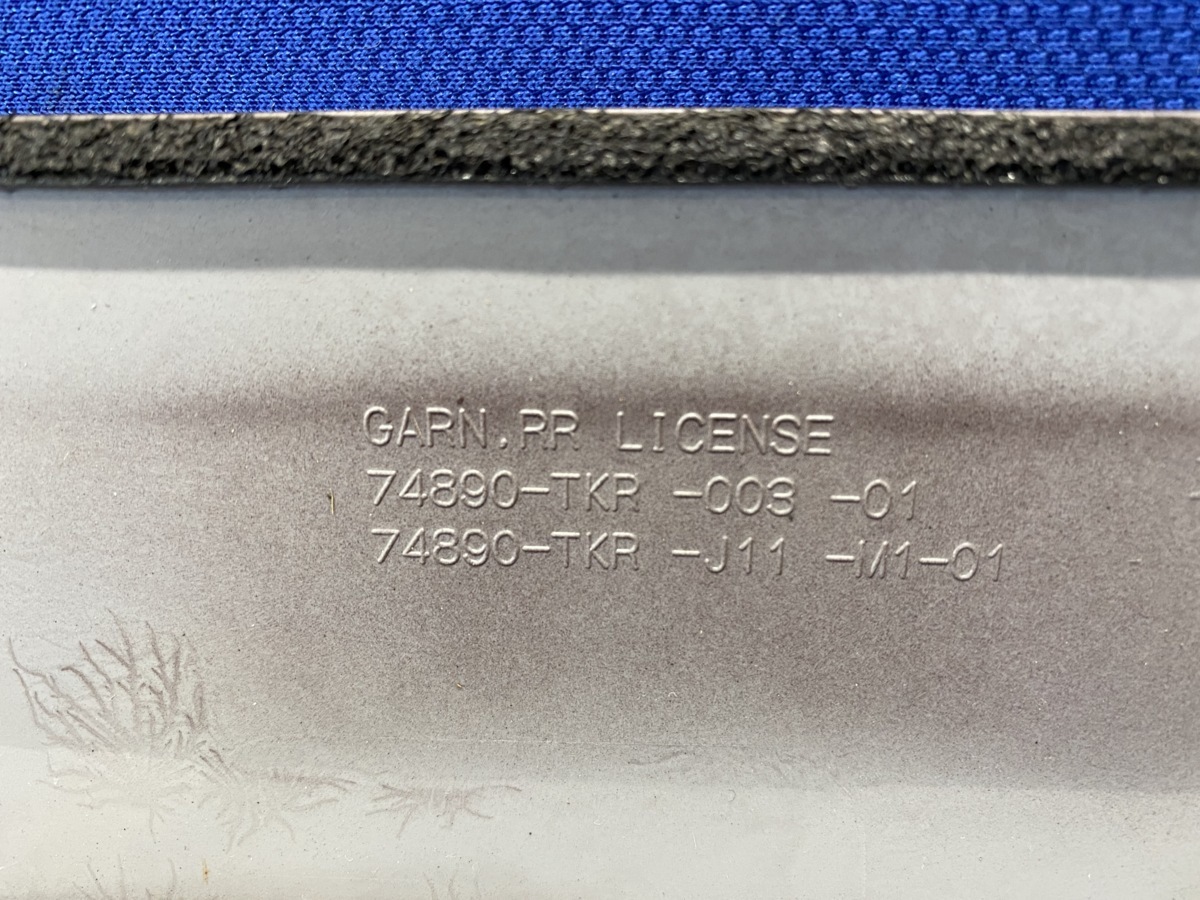 GARN.RR LICENSE
74890-TKR -003 -01
74890-TKR -J11 -M1-01